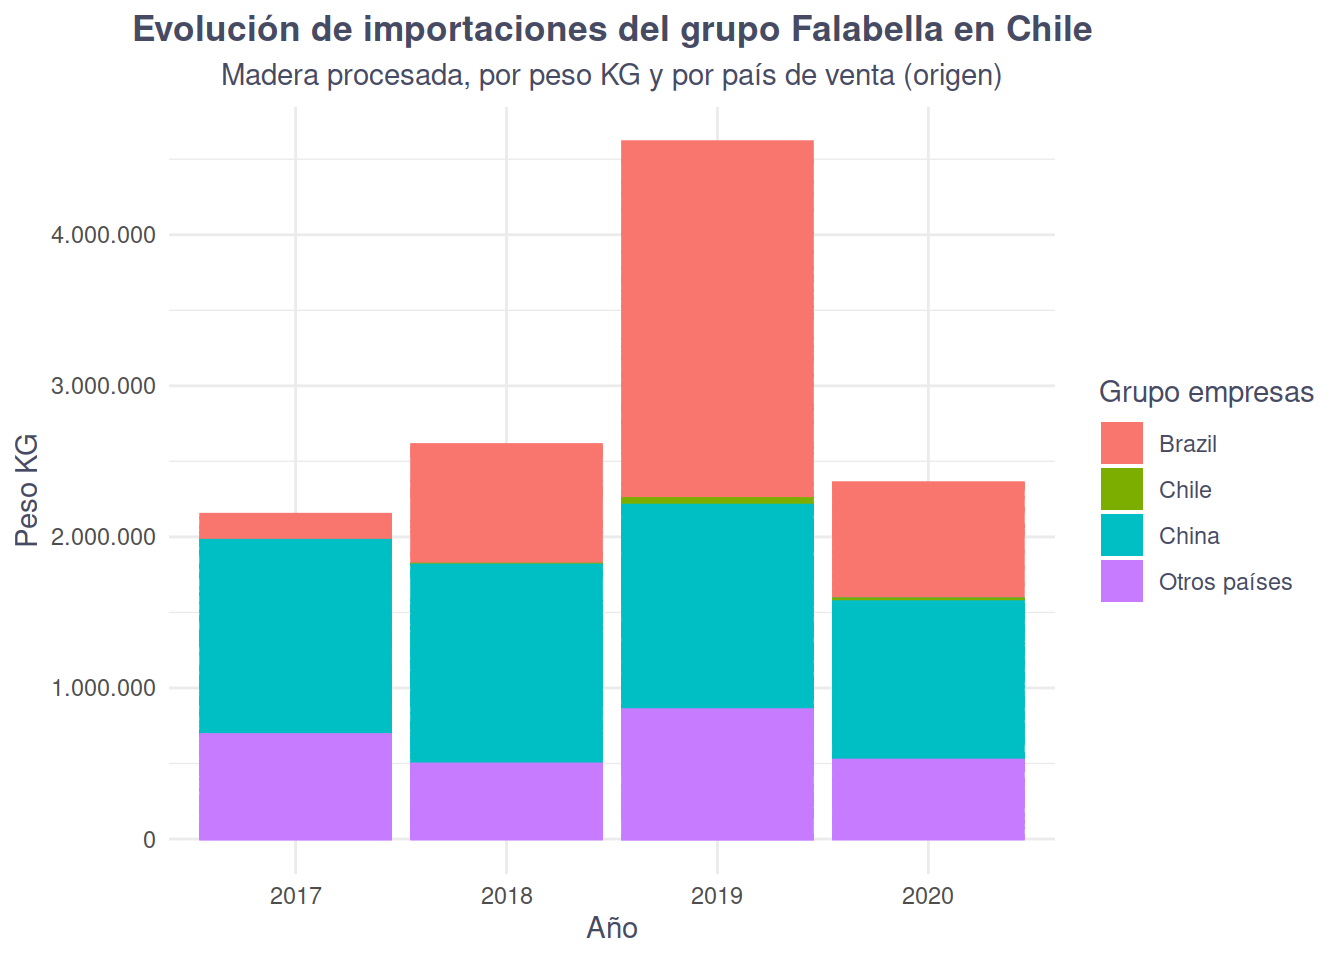 Evolución de importaciones del grupo Falabella en Chile
Madera procesada, por peso KG y por país de venta (origen)
Peso KG
4.000.000
3.000.000
2.000.000
1.000.000
0
2017
2018
2019
2020
Año
Grupo empresas
Brazil
Chile
China
Otros países